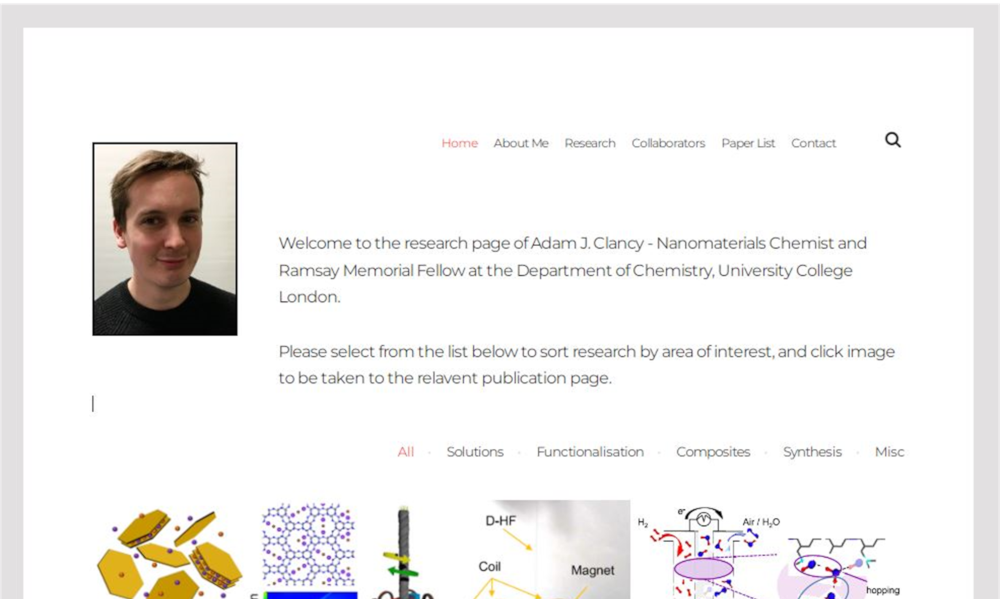 Home About Me Research Collaborators Paper List Contact
Welcome to the research page of Adam J. Clancy - Nanomaterials Chemist and
Ramsay Memorial Fellow at the Department of Chemistry, University College
London.
Please select from the list below to sort research by area of interest, and click image
to be taken to the relavent publication page.
All · Solutions · Functionalisation · Composites · Synthesis · Misc
D-HF
Coil
Magnet
H₂
e⁻
V
Air / H₂O
hopping